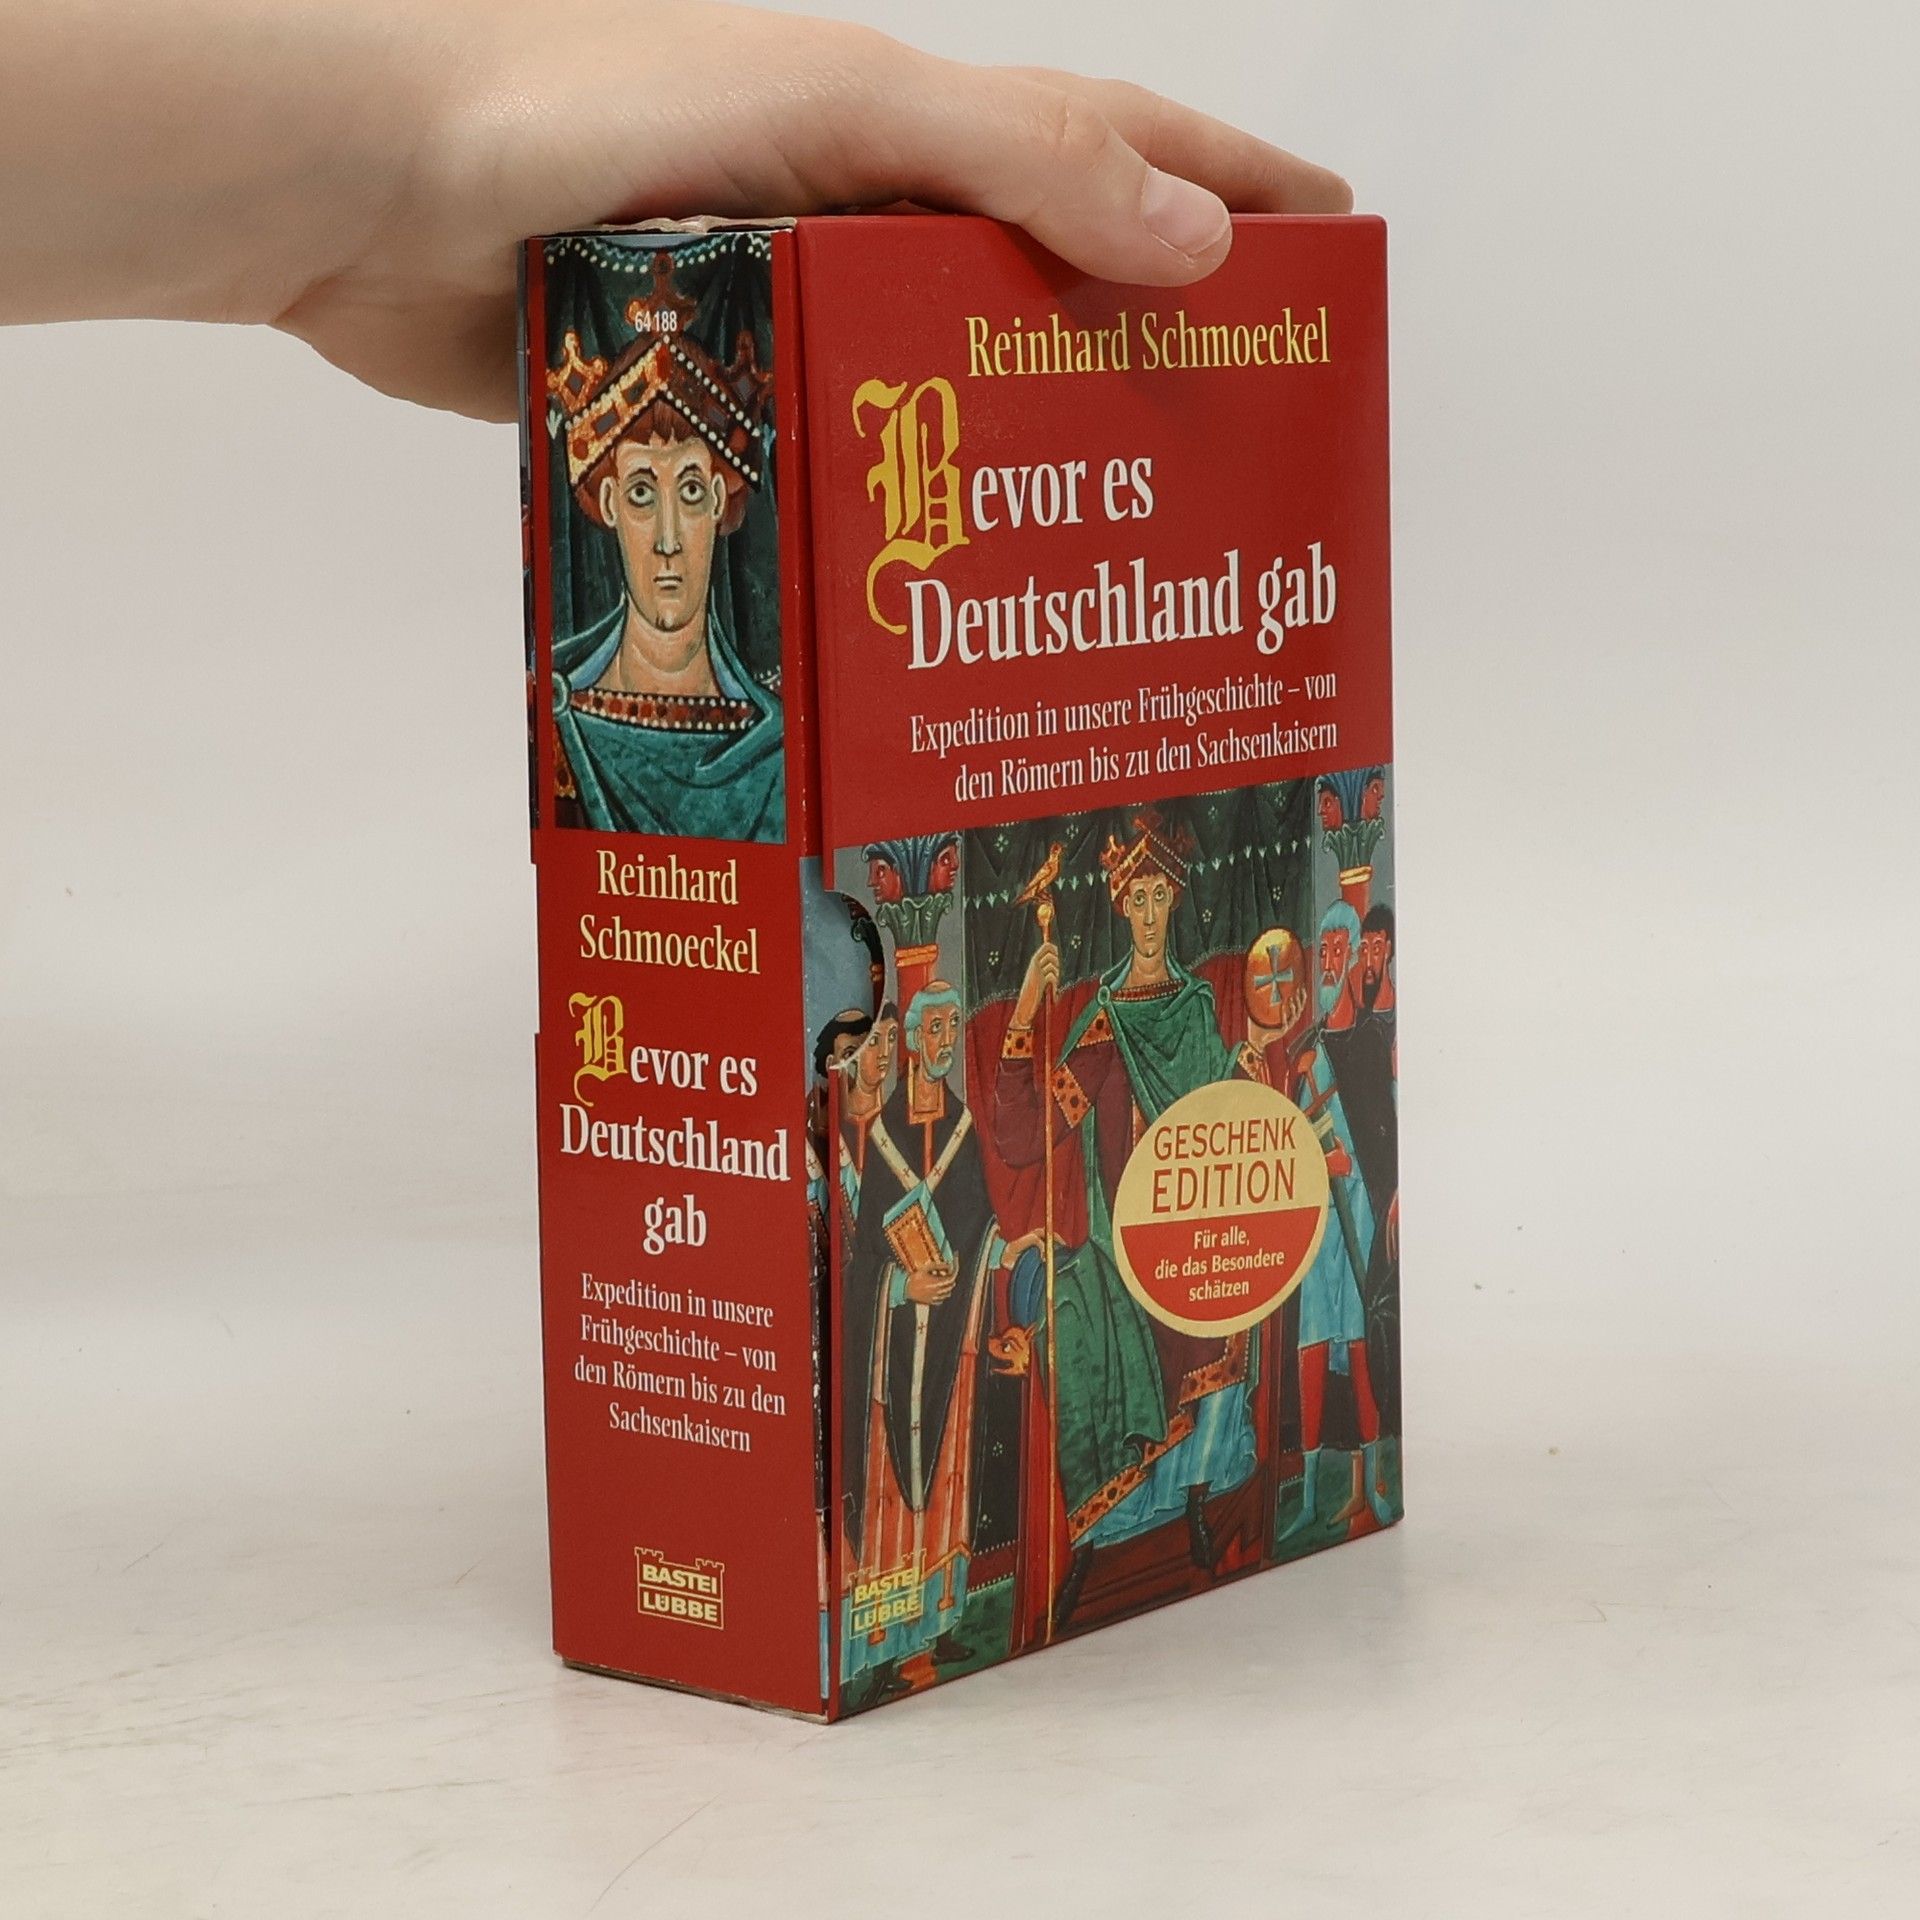 64188
Reinhard
Schmoeckel
Bevor es
Deutschland
gab
Expedition in unsere
Frühgeschichte – von
den Römern bis zu den
Sachsenkaisern
BASTEI
LÜBBE
Reinhard Schmoeckel
Bevor es
Deutschland gab
Expedition in unsere Frühgeschichte – von
den Römern bis zu den Sachsenkaisern
GESCHENK
EDITION
Für alle,
die das Besondere
schätzen
BASTEI
LÜBBE